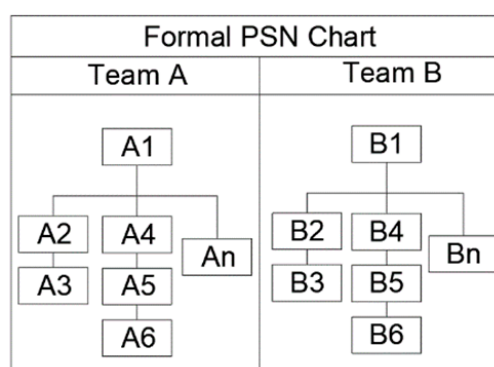 Formal PSN Chart
Team A
Team B
A1
A2
A4
An
A3
A5
A6
B1
B2
B4
Bn
B3
B5
B6